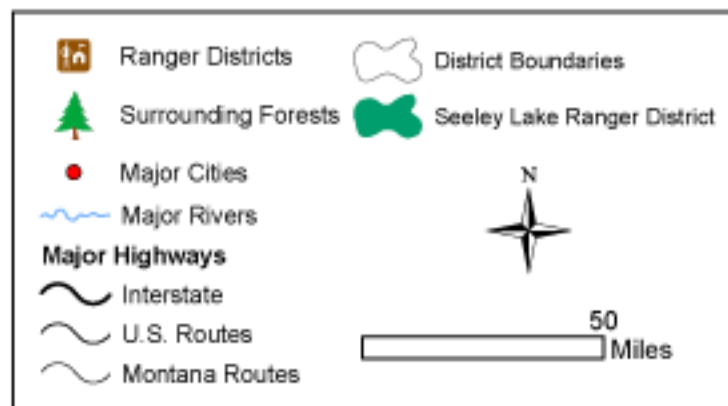 Ranger Districts
Surrounding Forests
Major Cities
Major Rivers
Major Highways
Interstate
U.S. Routes
Montana Routes
District Boundaries
Seeley Lake Ranger District
N
50
Miles